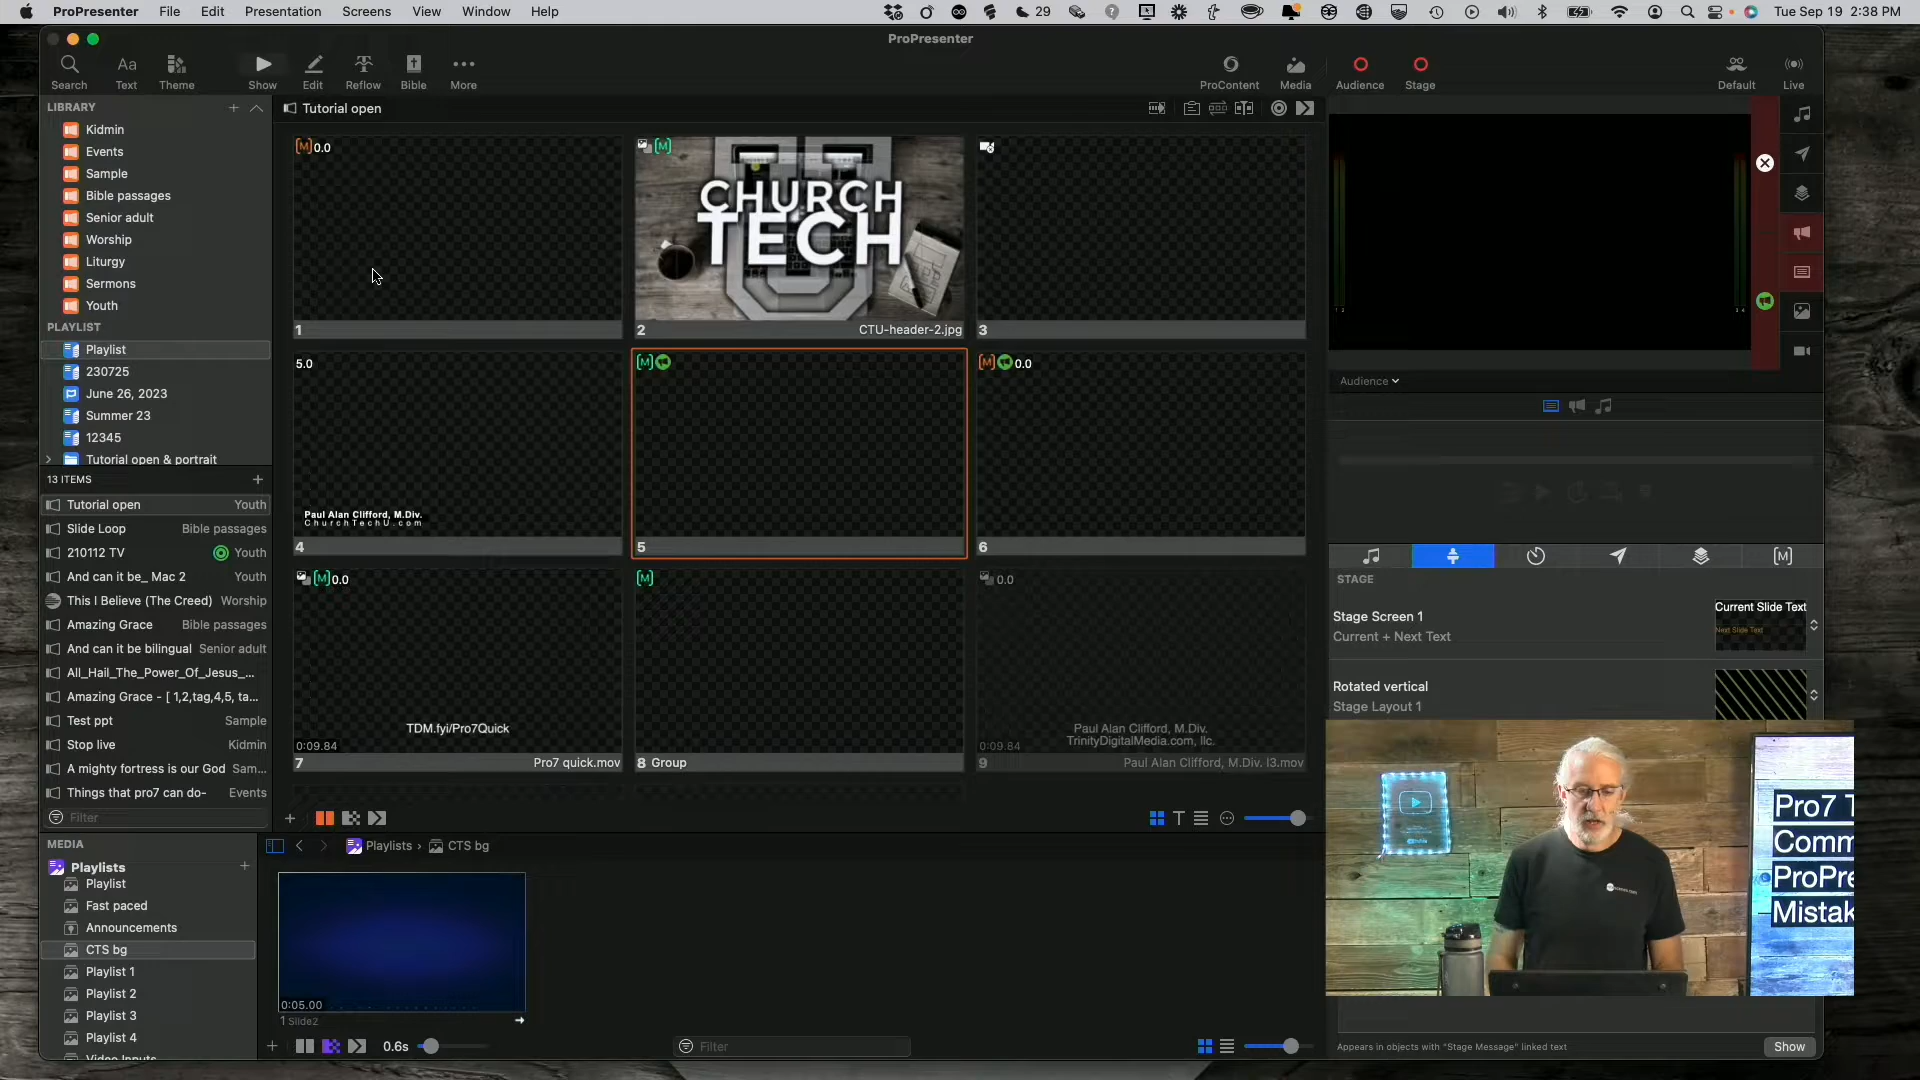 ProPresenter File Edit Presentation Screens View Window Help 29 Tue Sep 19 2:38 PM
ProPresenter
Search Text Theme Show Edit Reflow Bible More ProContent Media Audience Stage Default Live
Aa
LIBRARY
Kidmin
Events
Sample
Bible passages
Senior adult
Worship
Liturgy
Sermons
Youth
PLAYLIST
Playlist
230725
June 26, 2023
Summer 23
12345
Tutorial open & portrait
13 ITEMS
Tutorial open Youth
Slide Loop Bible passages
210112 TV Youth
And can it be_ Mac 2 Youth
This I Believe (The Creed) Worship
Amazing Grace Bible passages
And can it be bilingual Senior adult
All_Hail_The_Power_Of_Jesus_...
Amazing Grace - [ 1,2,tag,4,5, ta...
Test ppt Sample
Stop live Kidmin
A mighty fortress is our God Sam...
Things that pro7 can do- Events
Filter
Tutorial open
[M] 0.0
1
[M]
CHURCH
TECH
2 CTU-header-2.jpg
3
5.0
Paul Alan Clifford, M.Div.
ChurchTechU.com
4
[M]
5
[M] 0.0
6
[M] 0.0
TDM.fyi/Pro7Quick
0:09.84
7 Pro7 quick.mov
[M]
8 Group
0.0
Paul Alan Clifford, M.Div.
TrinityDigitalMedia.com, llc.
0:09.84
9 Paul Alan Clifford, M.Div. l3.mov
MEDIA
Playlists
Playlist
Fast paced
Announcements
CTS bg
Playlist 1
Playlist 2
Playlist 3
Playlist 4
Video Inputs
Playlists › CTS bg
0:05.00
1 Slide2
0.6s
Filter
1 2
3 4
Audience
[M]
STAGE
Stage Screen 1
Current + Next Text
Current Slide Text
Next Slide Text
Rotated vertical
Stage Layout 1
Pro7 T
Comm
ProPre
Mistak
Appears in objects with "Stage Message" linked text
Show